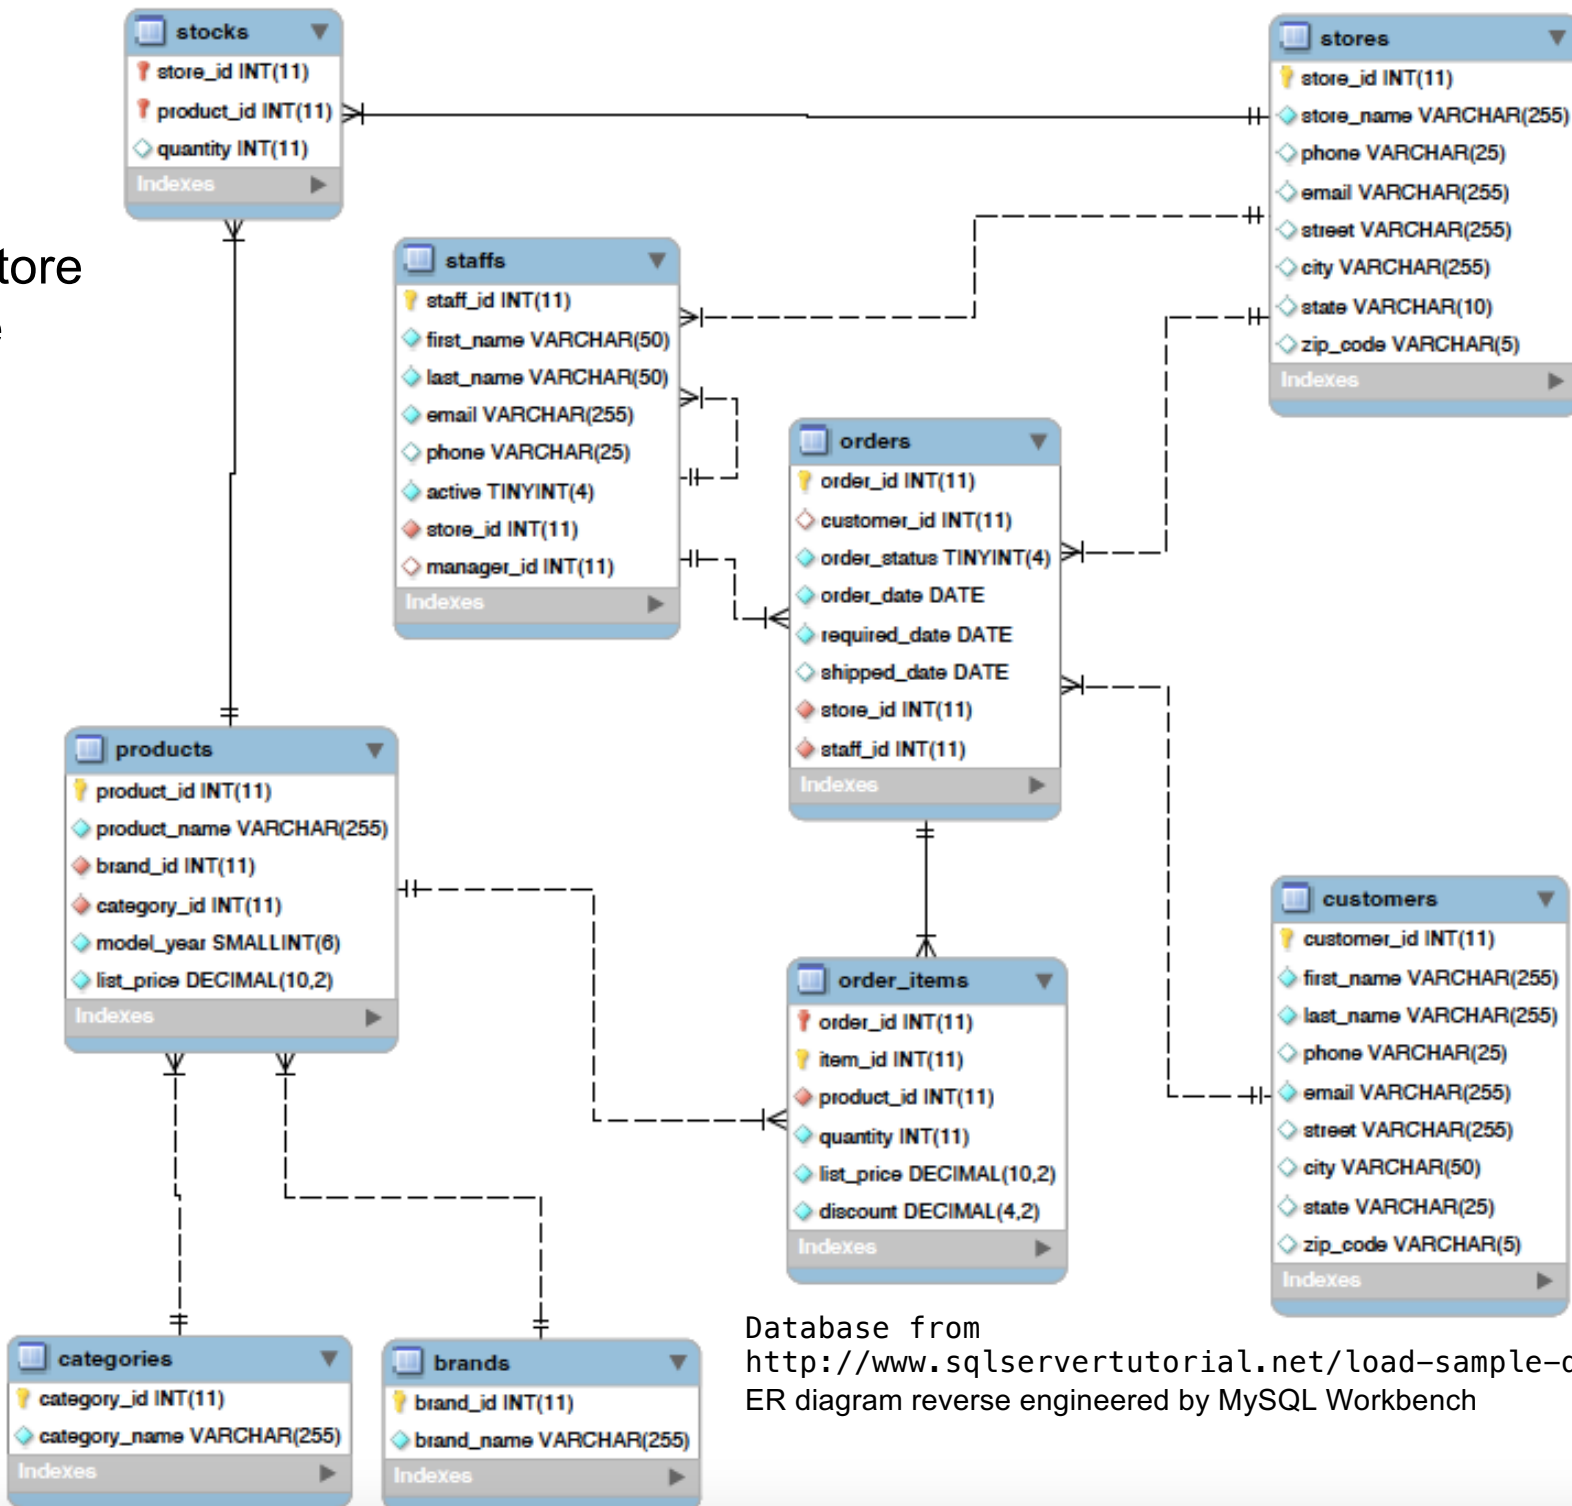 stocks
store_id INT(11)
product_id INT(11)
quantity INT(11)
Indexes
stores
store_id INT(11)
store_name VARCHAR(255)
phone VARCHAR(25)
email VARCHAR(255)
street VARCHAR(255)
city VARCHAR(255)
state VARCHAR(10)
zip_code VARCHAR(5)
Indexes
tore
e
staffs
staff_id INT(11)
first_name VARCHAR(50)
last_name VARCHAR(50)
email VARCHAR(255)
phone VARCHAR(25)
active TINYINT(4)
store_id INT(11)
manager_id INT(11)
Indexes
orders
order_id INT(11)
customer_id INT(11)
order_status TINYINT(4)
order_date DATE
required_date DATE
shipped_date DATE
store_id INT(11)
staff_id INT(11)
Indexes
products
product_id INT(11)
product_name VARCHAR(255)
brand_id INT(11)
category_id INT(11)
model_year SMALLINT(6)
list_price DECIMAL(10,2)
Indexes
order_items
order_id INT(11)
item_id INT(11)
product_id INT(11)
quantity INT(11)
list_price DECIMAL(10,2)
discount DECIMAL(4,2)
Indexes
customers
customer_id INT(11)
first_name VARCHAR(255)
last_name VARCHAR(255)
phone VARCHAR(25)
email VARCHAR(255)
street VARCHAR(255)
city VARCHAR(50)
state VARCHAR(25)
zip_code VARCHAR(5)
Indexes
categories
category_id INT(11)
category_name VARCHAR(255)
Indexes
brands
brand_id INT(11)
brand_name VARCHAR(255)
Indexes
Database from
http://www.sqlservertutorial.net/load-sample-d
ER diagram reverse engineered by MySQL Workbench